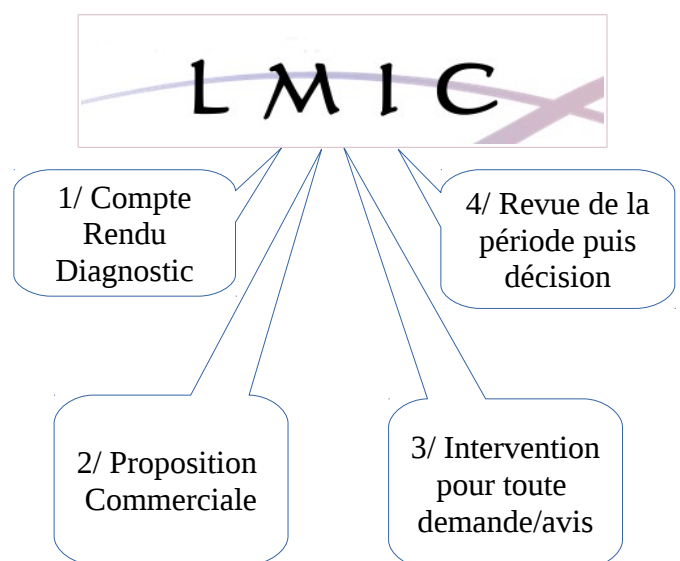 LMIC
1/ Compte
Rendu
Diagnostic
4/ Revue de la
période puis
décision
2/ Proposition
Commerciale
3/ Intervention
pour toute
demande/avis